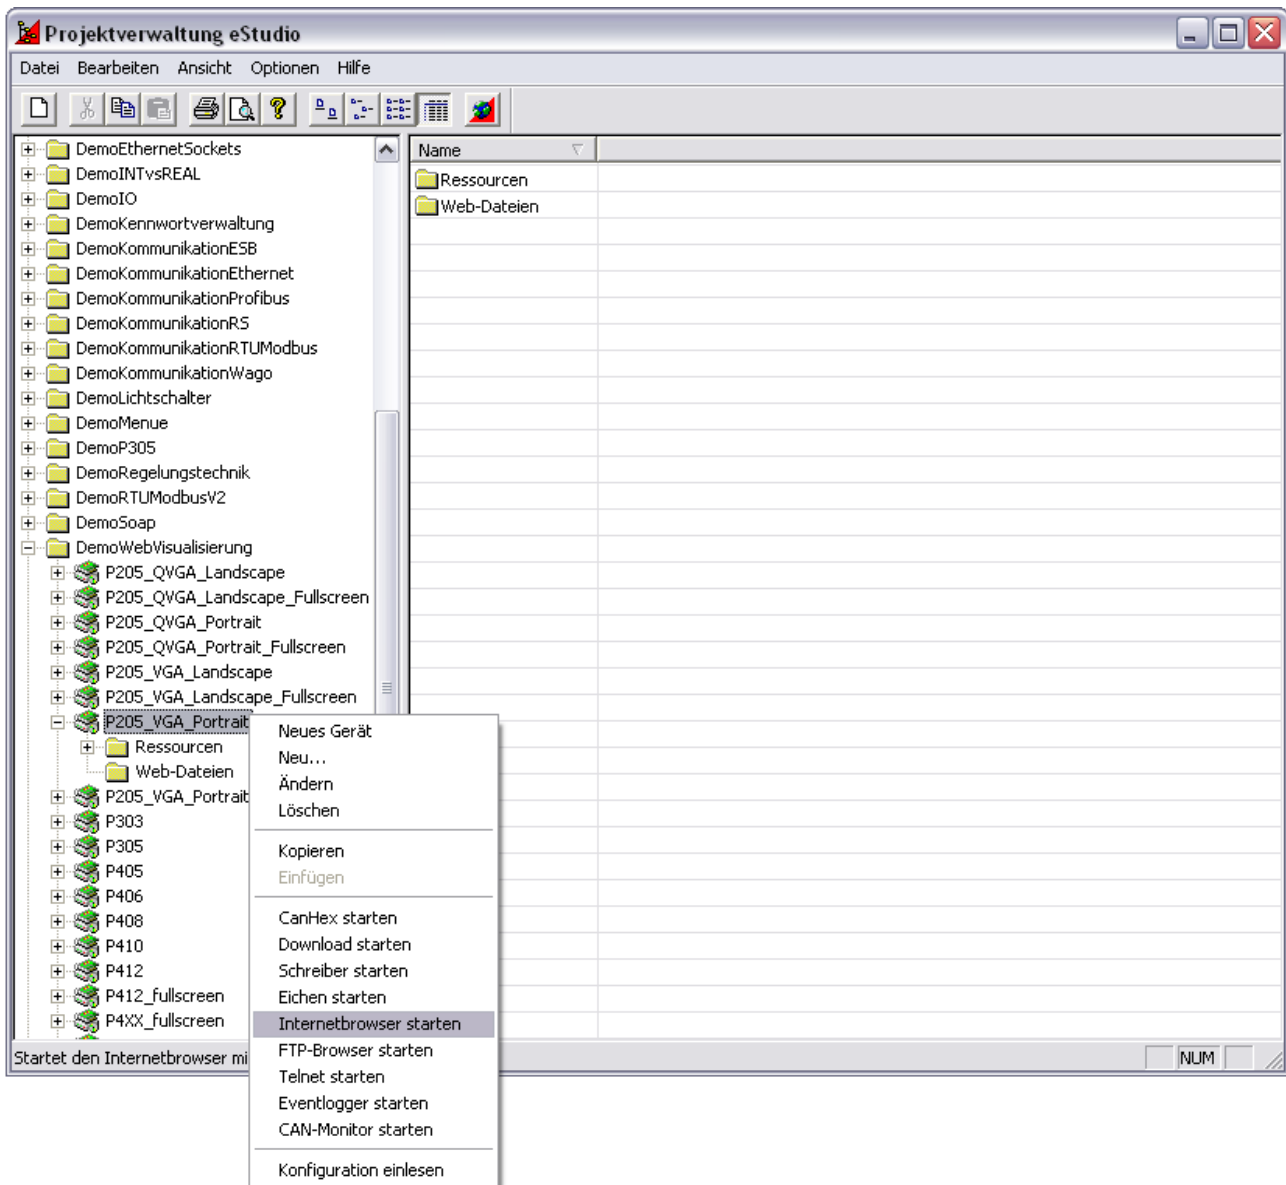 Projektverwaltung eStudio
Datei Bearbeiten Ansicht Optionen Hilfe
DemoEthernetSockets
DemoINTvsREAL
DemoIO
DemoKennwortverwaltung
DemoKommunikationESB
DemoKommunikationEthernet
DemoKommunikationProfibus
DemoKommunikationRS
DemoKommunikationRTUModbus
DemoKommunikationWago
DemoLichtschalter
DemoMenue
DemoP305
DemoRegelungstechnik
DemoRTUModbusV2
DemoSoap
DemoWebVisualisierung
P205_QVGA_Landscape
P205_QVGA_Landscape_Fullscreen
P205_QVGA_Portrait
P205_QVGA_Portrait_Fullscreen
P205_VGA_Landscape
P205_VGA_Landscape_Fullscreen
P205_VGA_Portrait
Ressourcen
Web-Dateien
P205_VGA_Portrait
P303
P305
P405
P406
P408
P410
P412
P412_fullscreen
P4XX_fullscreen
Name
Ressourcen
Web-Dateien
Neues Gerät
Neu...
Ändern
Löschen
Kopieren
Einfügen
CanHex starten
Download starten
Schreiber starten
Eichen starten
Internetbrowser starten
FTP-Browser starten
Telnet starten
Eventlogger starten
CAN-Monitor starten
Konfiguration einlesen
Startet den Internetbrowser mi
NUM